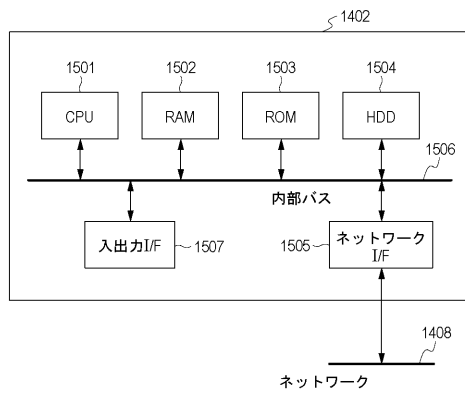 1402
1501
1502
1503
1504
CPU
RAM
ROM
HDD
1506
内部バス
入出力I/F
1507
1505
ネットワーク
I/F
1408
ネットワーク